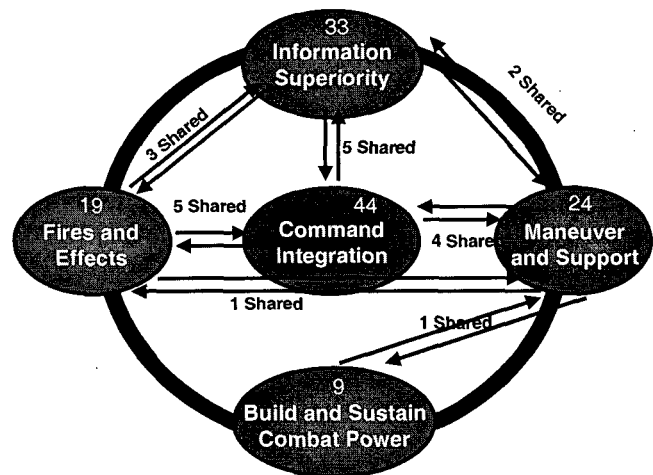 33
Information
Superiority
2 Shared
3 Shared
5 Shared
19
Fires and
Effects
5 Shared
44
Command
Integration
4 Share
24
Maneuver
and Support
1 Shared
1 Shared
9
Build and Sustain
Combat Power